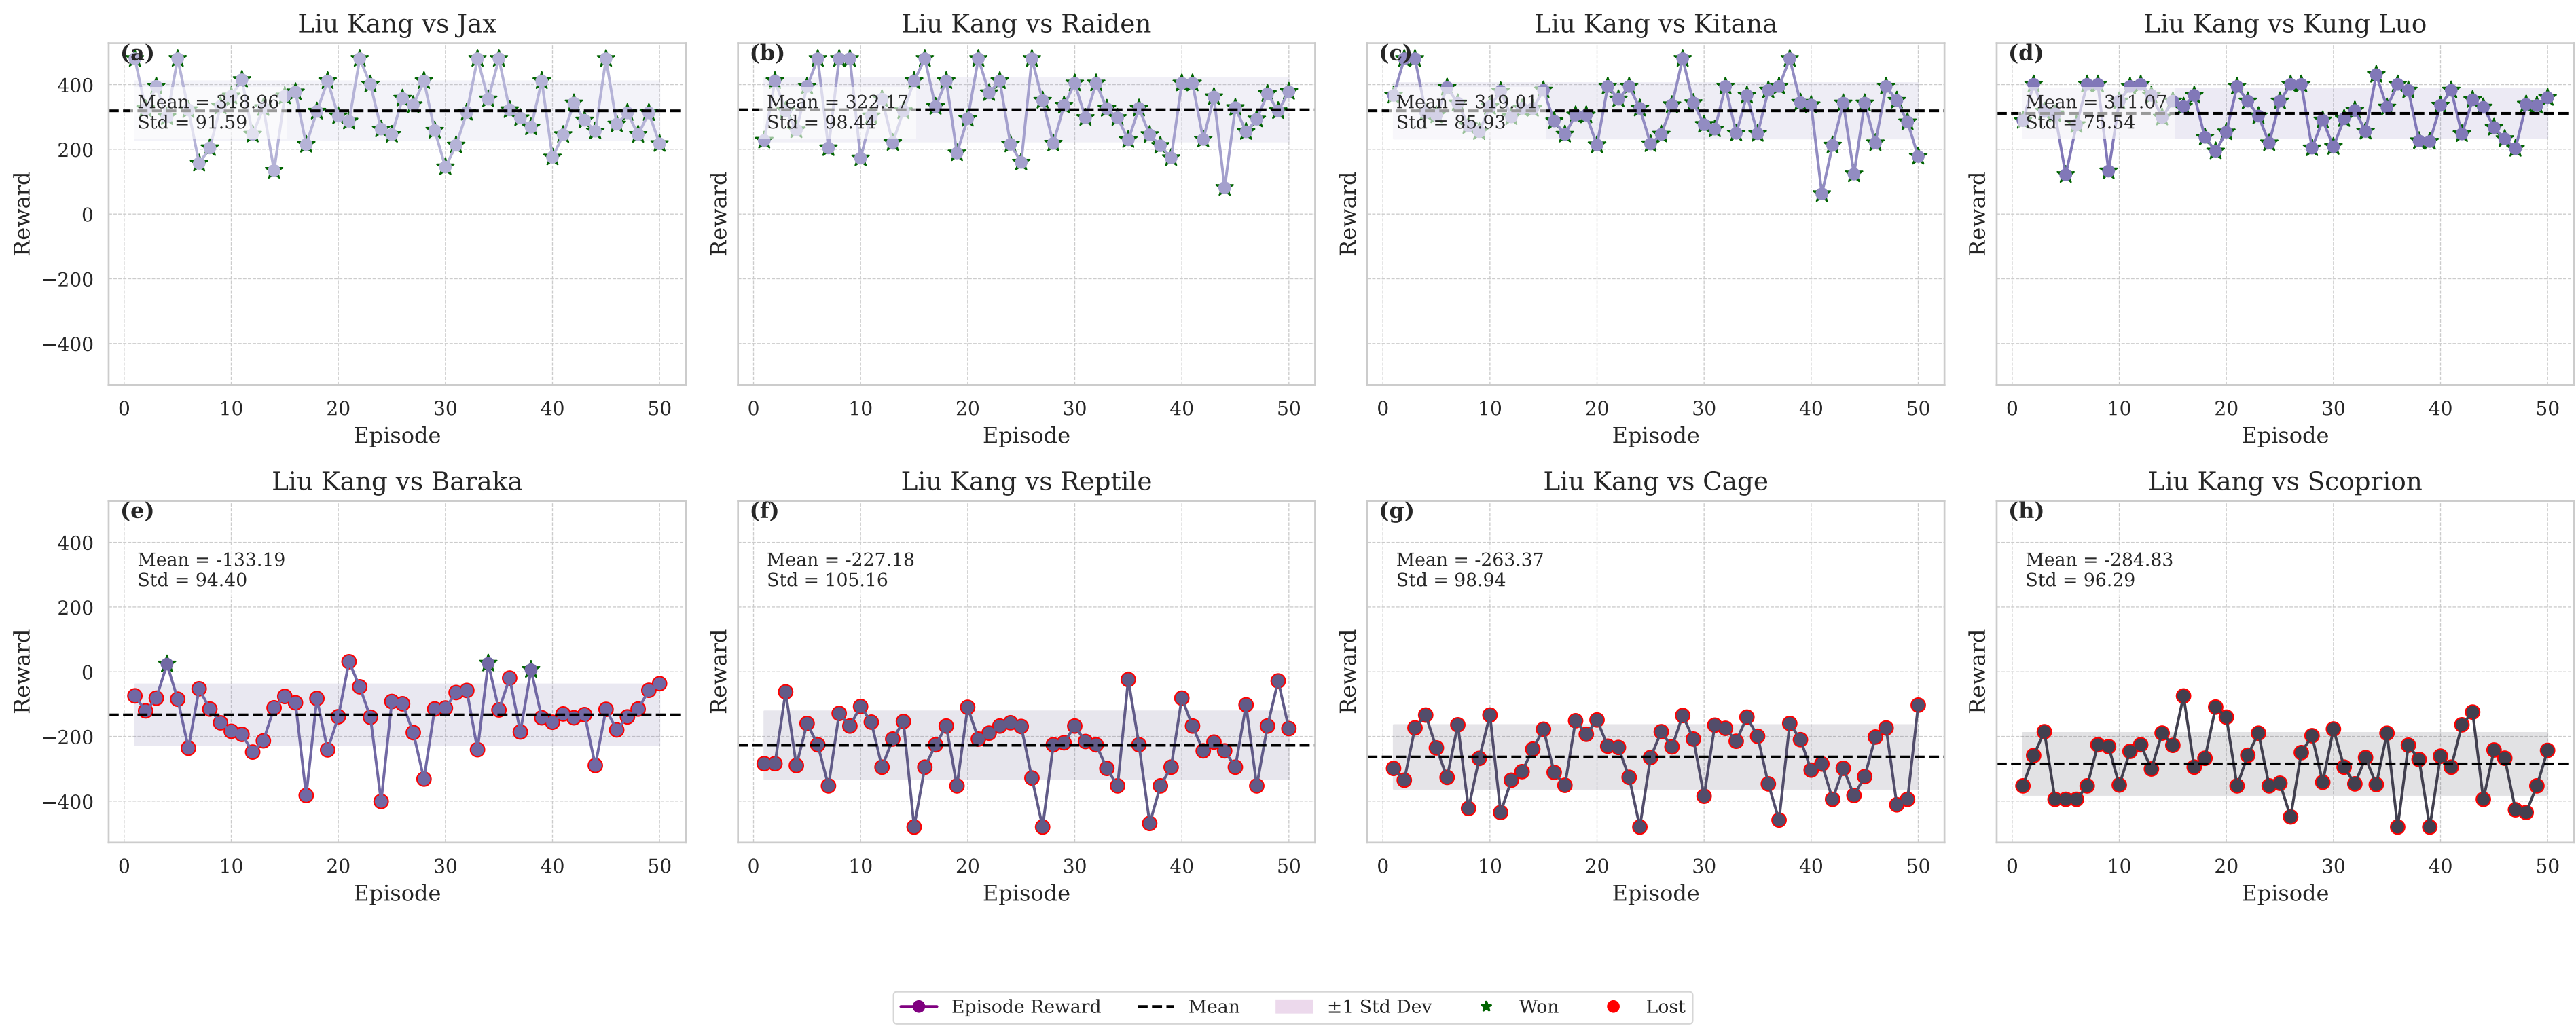 Liu Kang vs Jax
(a)
Mean = 318.96
Std = 91.59
Reward
400
200
0
−200
−400
0 10 20 30 40 50
Episode
Liu Kang vs Raiden
(b)
Mean = 322.17
Std = 98.44
Reward
0 10 20 30 40 50
Episode
Liu Kang vs Kitana
(c)
Mean = 319.01
Std = 85.93
Reward
0 10 20 30 40 50
Episode
Liu Kang vs Kung Luo
(d)
Mean = 311.07
Std = 75.54
Reward
0 10 20 30 40 50
Episode
Liu Kang vs Baraka
(e)
Mean = -133.19
Std = 94.40
Reward
400
200
0
−200
−400
0 10 20 30 40 50
Episode
Liu Kang vs Reptile
(f)
Mean = -227.18
Std = 105.16
Reward
0 10 20 30 40 50
Episode
Liu Kang vs Cage
(g)
Mean = -263.37
Std = 98.94
Reward
0 10 20 30 40 50
Episode
Liu Kang vs Scoprion
(h)
Mean = -284.83
Std = 96.29
Reward
0 10 20 30 40 50
Episode
Episode Reward Mean ±1 Std Dev Won Lost